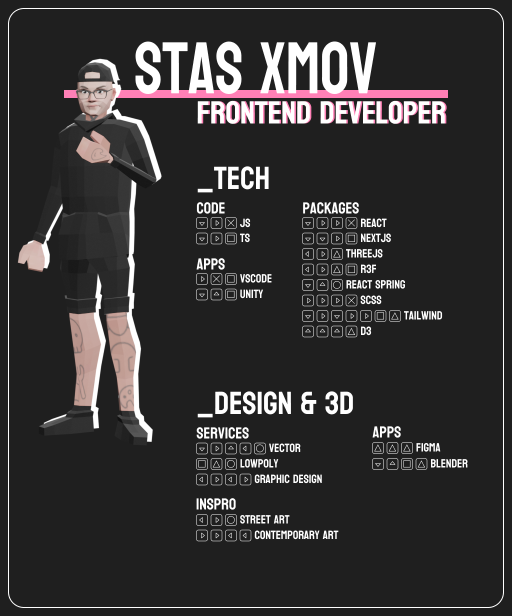 STAS XMOV
FRONTEND DEVELOPER
_TECH
CODE
JS
TS
APPS
VSCODE
UNITY
PACKAGES
REACT
NEXTJS
THREEJS
R3F
REACT SPRING
SCSS
TAILWIND
D3
_DESIGN & 3D
SERVICES
VECTOR
LOWPOLY
GRAPHIC DESIGN
APPS
FIGMA
BLENDER
INSPRO
STREET ART
CONTEMPORARY ART